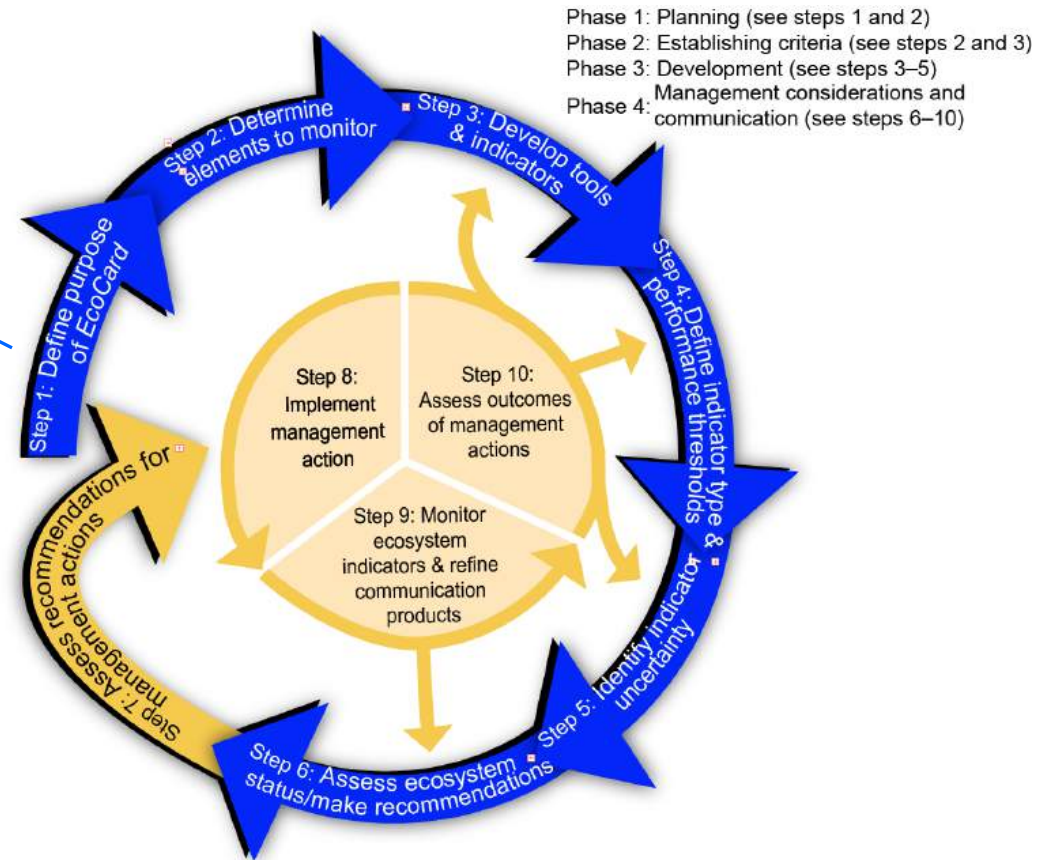 Phase 1: Planning (see steps 1 and 2)
Phase 2: Establishing criteria (see steps 2 and 3)
Phase 3: Development (see steps 3–5)
Phase 4: Management considerations and
communication (see steps 6–10)
Step 1: Define purpose
of EcoCard
Step 2: Determine
elements to monitor
Step 3: Develop tools
& indicators
Step 4: Define indicator type &
performance thresholds
Step 5: Identify indicator
uncertainty
Step 6: Assess ecosystem
status/make recommendations
Step 7: Assess recommendations for
management actions
Step 8:
Implement
management
action
Step 9: Monitor
ecosystem
indicators & refine
communication
products
Step 10:
Assess outcomes
of management
actions